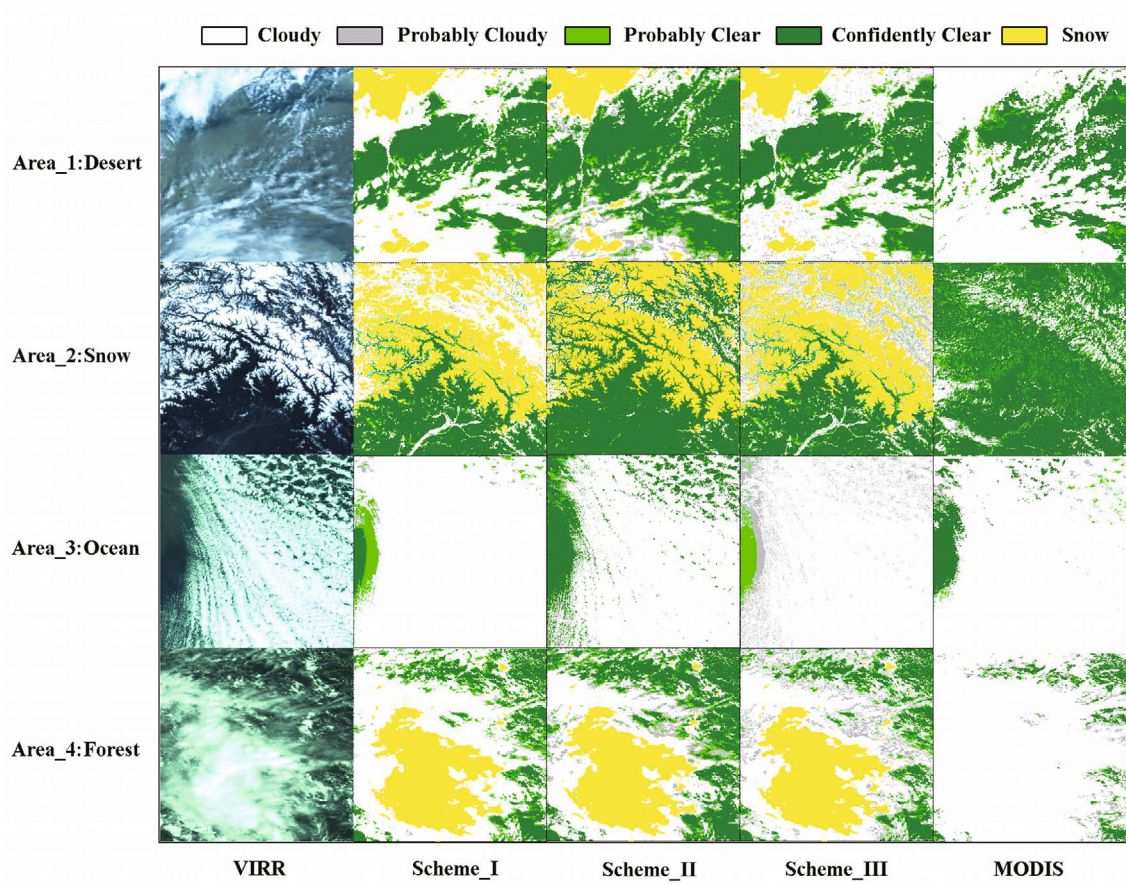 Cloudy Probably Cloudy Probably Clear Confidently Clear Snow
Area_1:Desert
Area_2:Snow
Area_3:Ocean
Area_4:Forest
VIRR Scheme_I Scheme_II Scheme_III MODIS